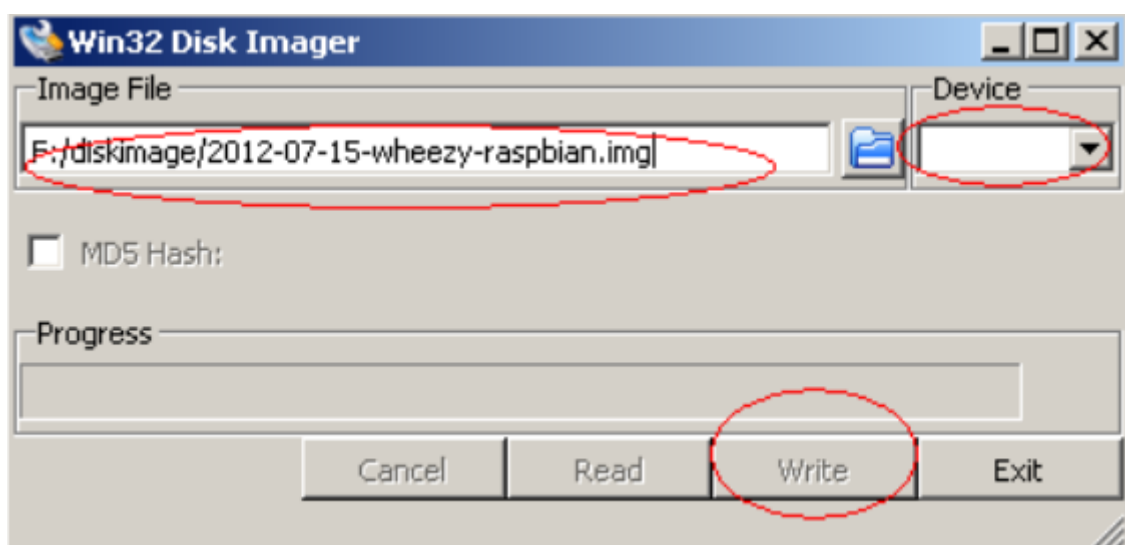 Win32 Disk Imager
Image File
Device
F:/diskimage/2012-07-15-wheezy-raspbian.img
MD5 Hash:
Progress
Cancel Read Write Exit